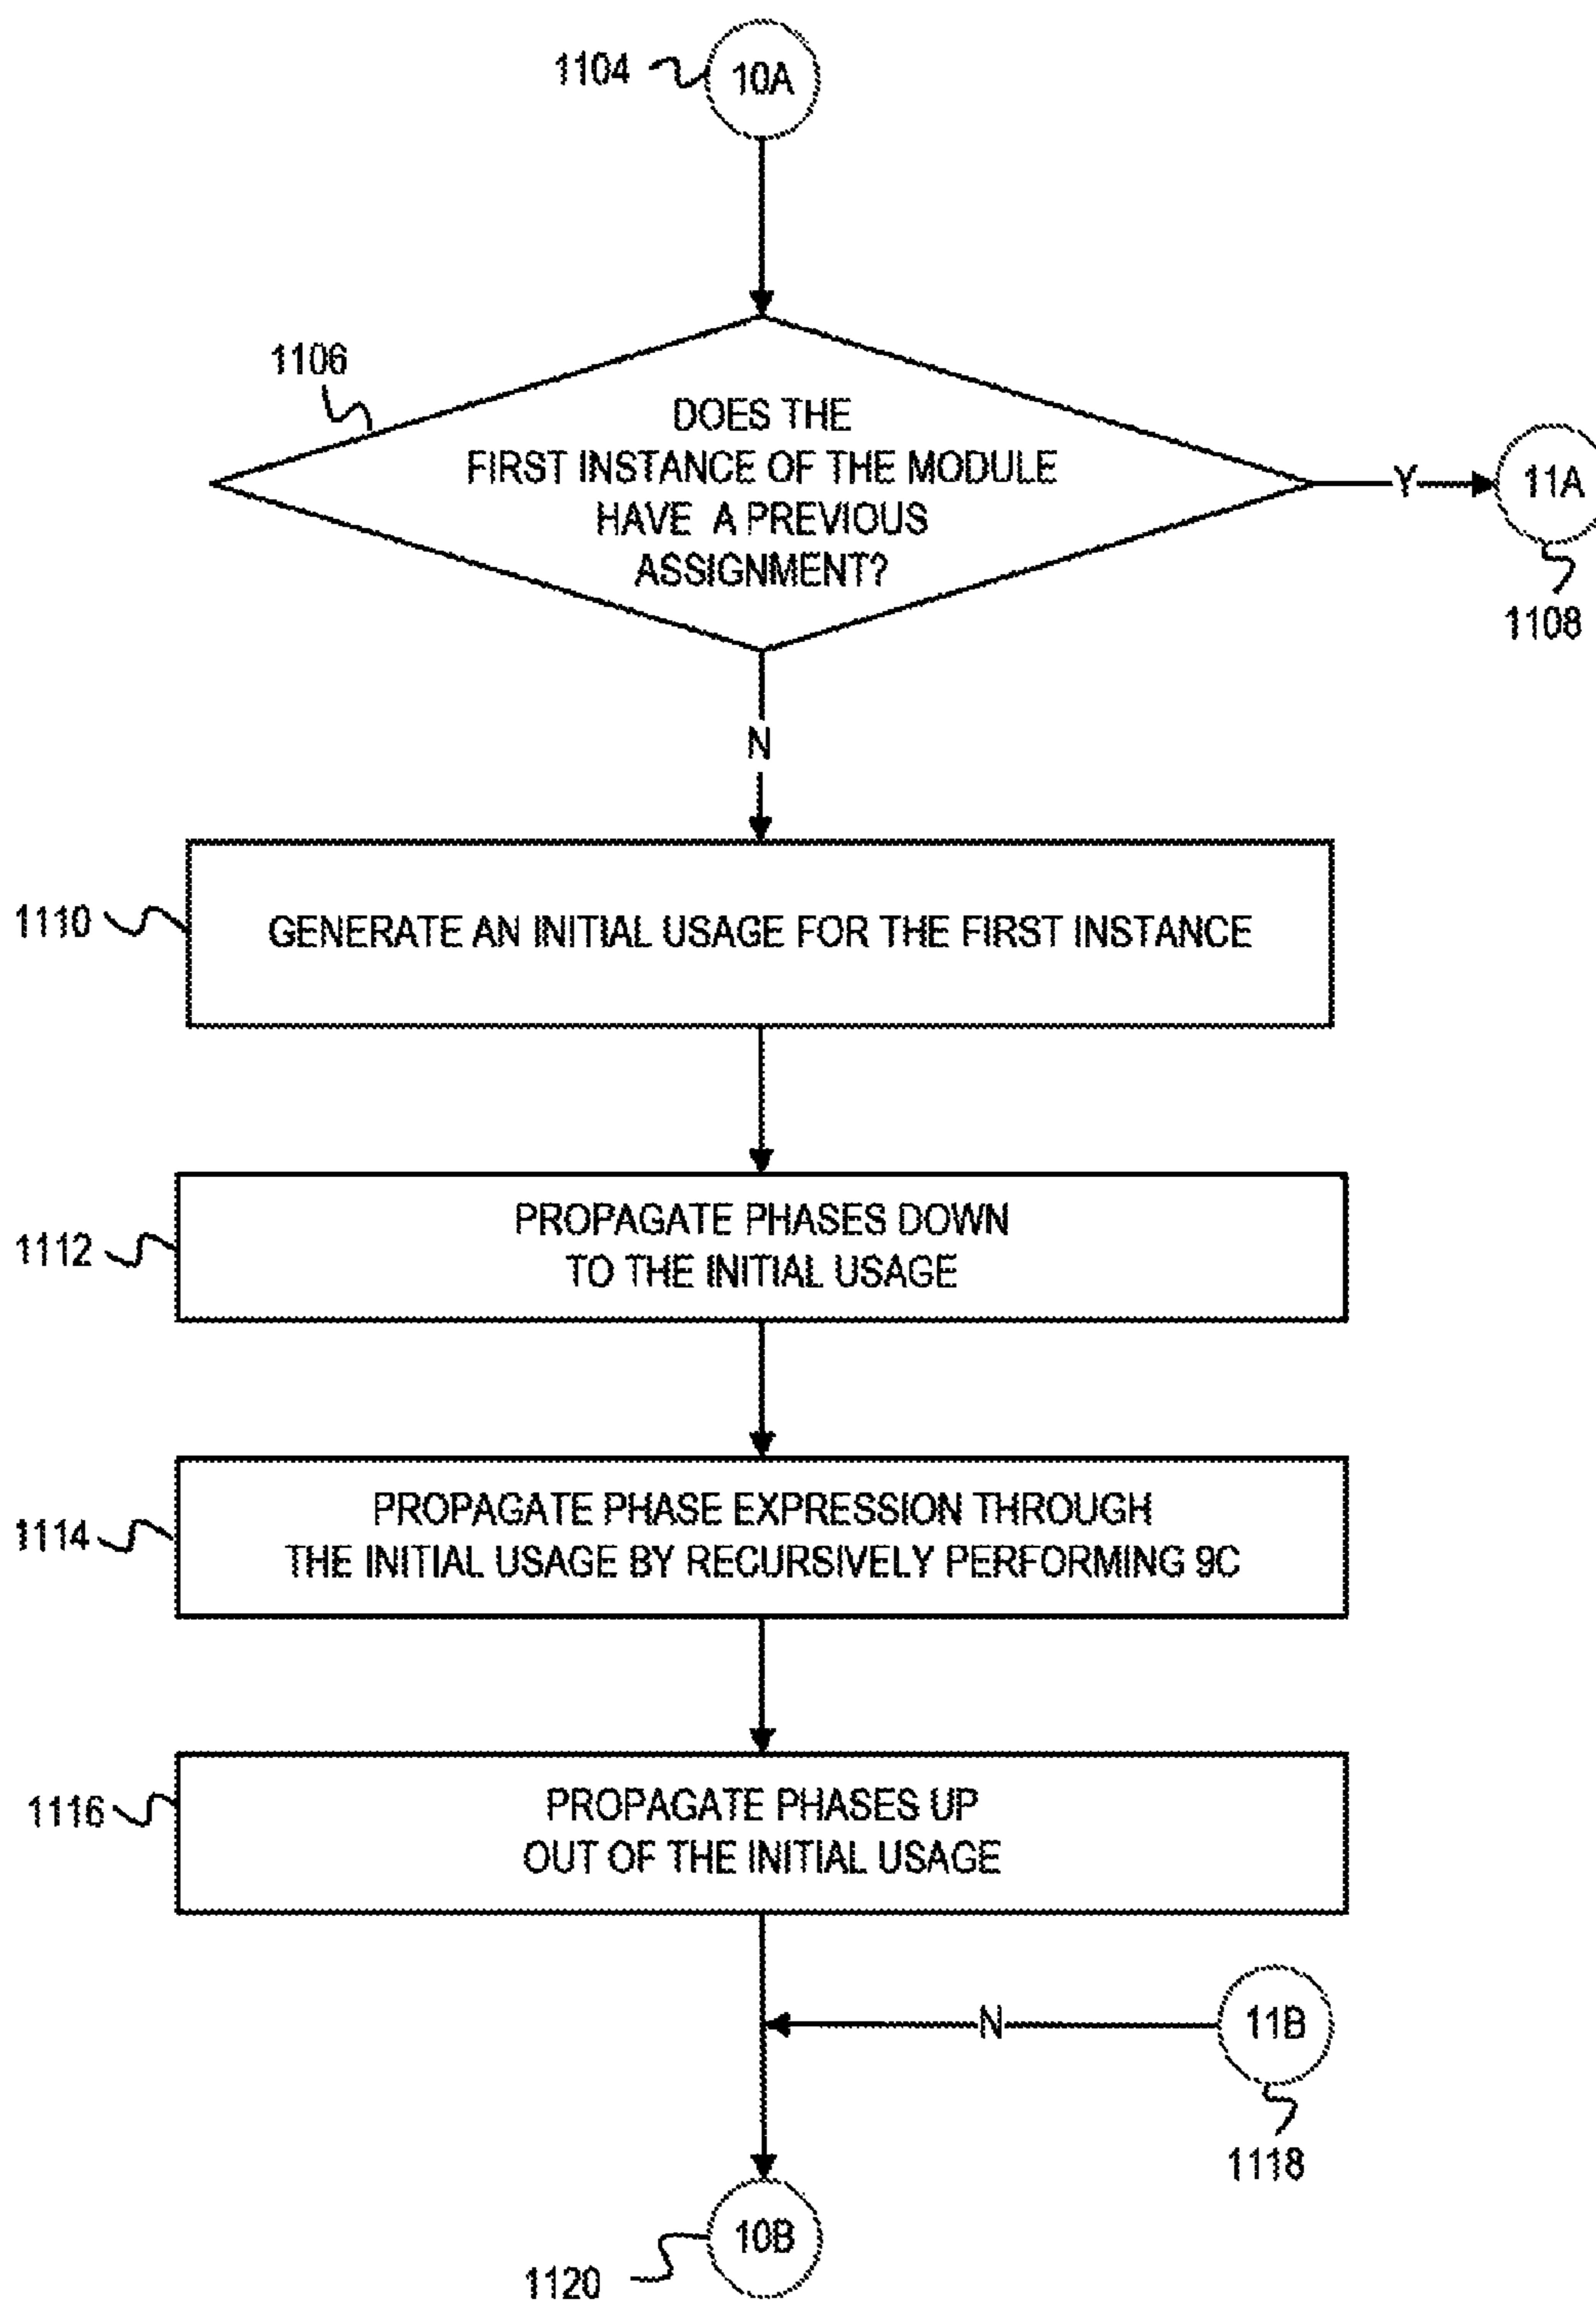 1104
10A
1106
DOES THE
FIRST INSTANCE OF THE MODULE
HAVE A PREVIOUS
ASSIGNMENT?
Y
11A
1108
N
1110
GENERATE AN INITIAL USAGE FOR THE FIRST INSTANCE
1112
PROPAGATE PHASES DOWN
TO THE INITIAL USAGE
1114
PROPAGATE PHASE EXPRESSION THROUGH
THE INITIAL USAGE BY RECURSIVELY PERFORMING 9C
1116
PROPAGATE PHASES UP
OUT OF THE INITIAL USAGE
N
11B
1118
10B
1120